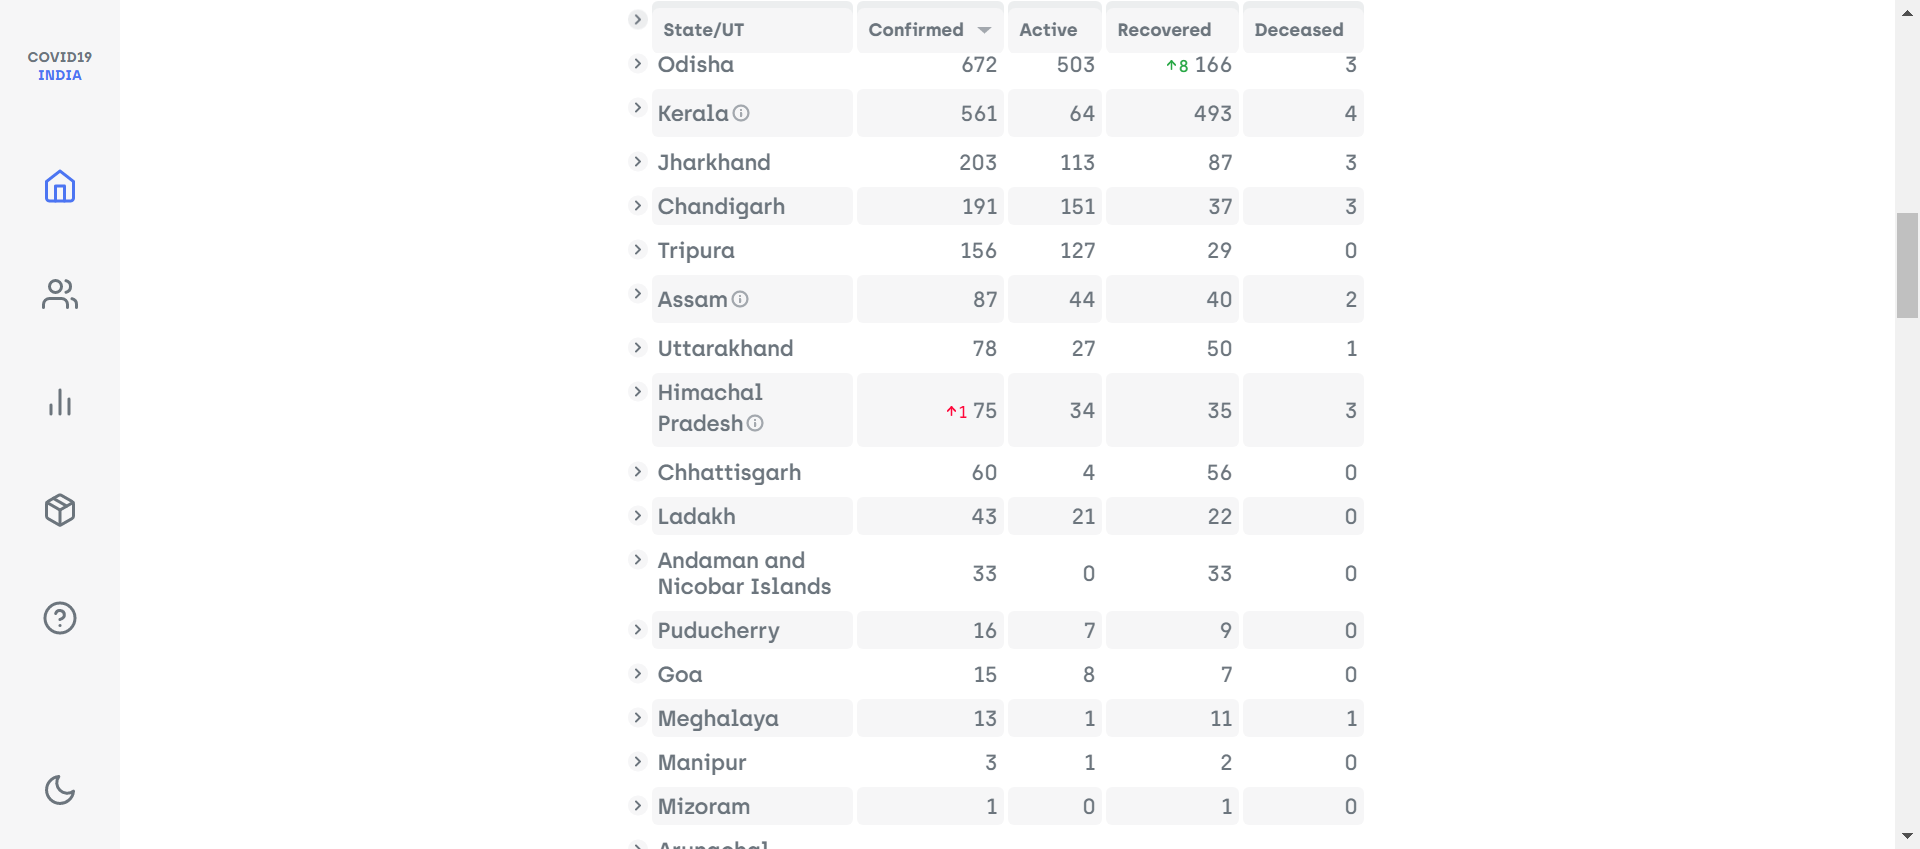 COVID19
INDIA
State/UT Confirmed Active Recovered Deceased
Odisha 672 503 ↑8 166 3
Kerala 561 64 493 4
Jharkhand 203 113 87 3
Chandigarh 191 151 37 3
Tripura 156 127 29 0
Assam 87 44 40 2
Uttarakhand 78 27 50 1
Himachal
Pradesh ↑1 75 34 35 3
Chhattisgarh 60 4 56 0
Ladakh 43 21 22 0
Andaman and
Nicobar Islands 33 0 33 0
Puducherry 16 7 9 0
Goa 15 8 7 0
Meghalaya 13 1 11 1
Manipur 3 1 2 0
Mizoram 1 0 1 0
Arunachal